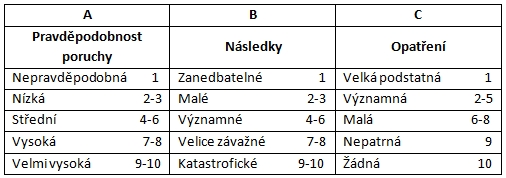 A B C
Pravděpodobnost poruchy Následky Opatření
Nepravděpodobná 1 Zanedbatelné 1 Velká podstatná 1
Nízká 2-3 Malé 2-3 Významná 2-5
Střední 4-6 Významné 4-6 Malá 6-8
Vysoká 7-8 Velice závažné 7-8 Nepatrná 9
Velmi vysoká 9-10 Katastrofické 9-10 Žádná 10